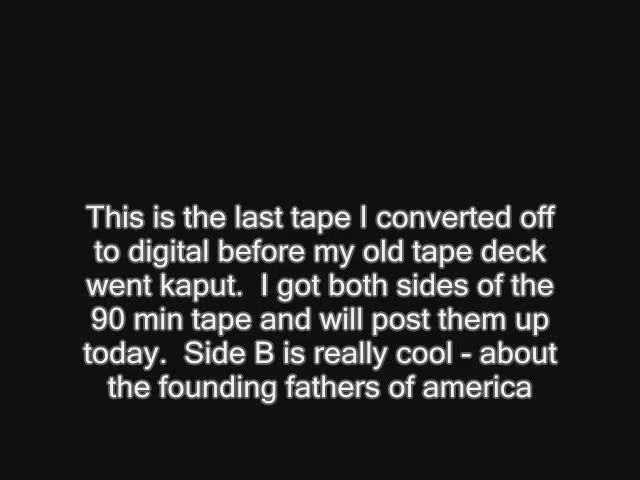 This is the last tape I converted off
to digital before my old tape deck
went kaput.  I got both sides of the
90 min tape and will post them up
today.  Side B is really cool - about
the founding fathers of america